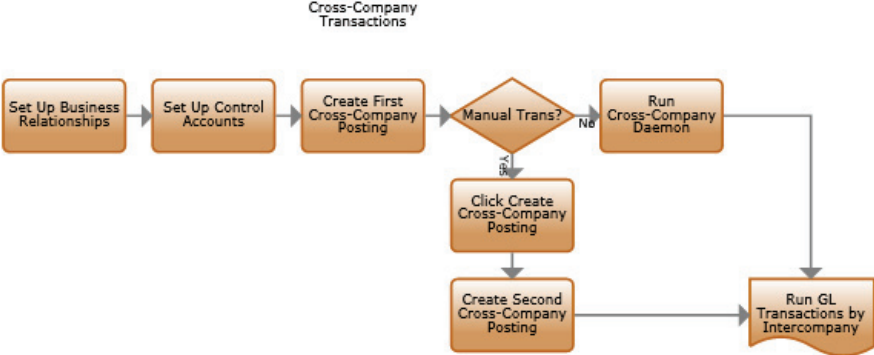 Cross-Company
Transactions
Set Up Business
Relationships
Set Up Control
Accounts
Create First
Cross-Company
Posting
Manual Trans?
No
Run
Cross-Company
Daemon
Yes
Click Create
Cross-Company
Posting
Create Second
Cross-Company
Posting
Run GL
Transactions by
Intercompany